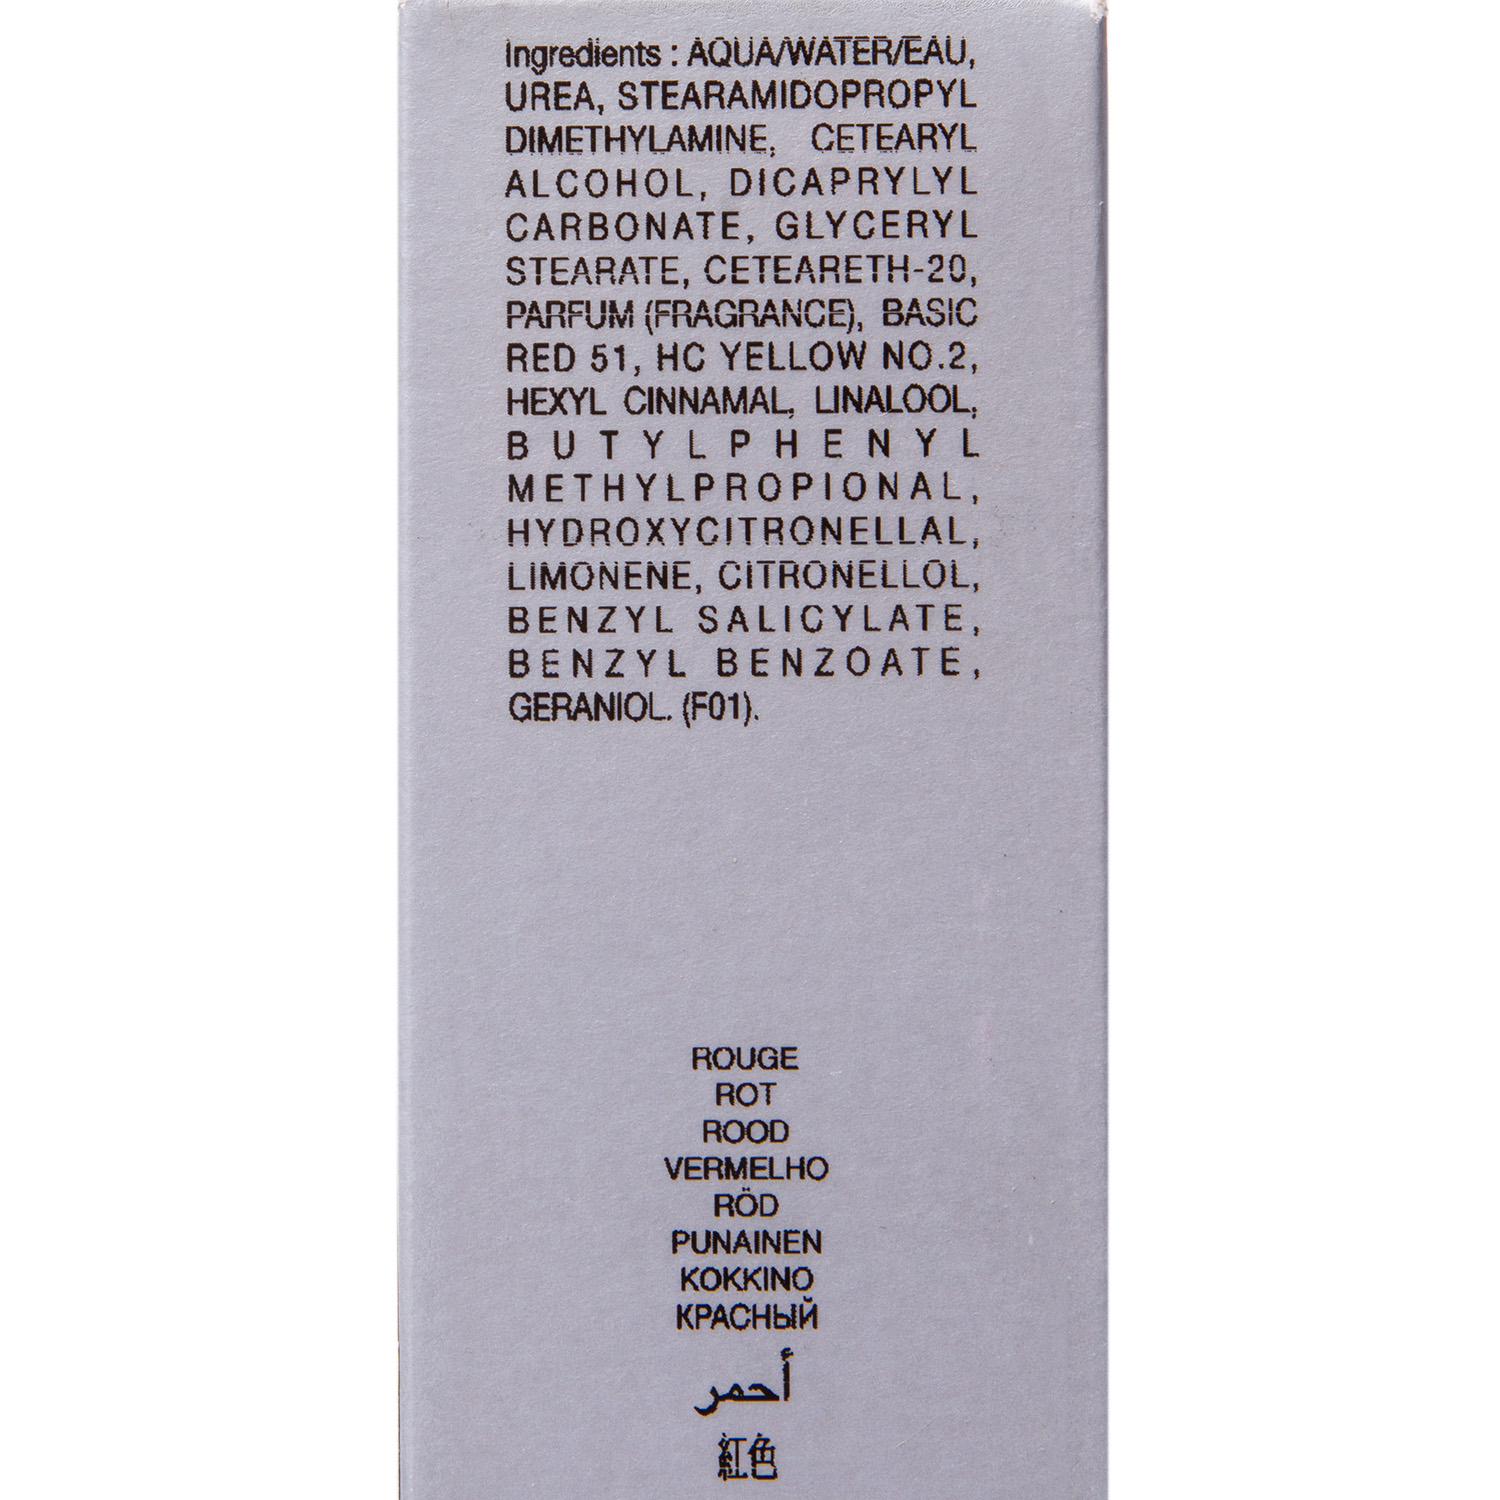 Ingredients : AQUA/WATER/EAU,
UREA, STEARAMIDOPROPYL
DIMETHYLAMINE, CETEARYL
ALCOHOL, DICAPRYLYL
CARBONATE, GLYCERYL
STEARATE, CETEARETH-20,
PARFUM (FRAGRANCE), BASIC
RED 51, HC YELLOW NO.2,
HEXYL CINNAMAL, LINALOOL,
BUTYLPHENYL
METHYLPROPIONAL,
HYDROXYCITRONELLAL,
LIMONENE, CITRONELLOL,
BENZYL SALICYLATE,
BENZYL BENZOATE,
GERANIOL. (F01).
ROUGE
ROT
ROOD
VERMELHO
RÖD
PUNAINEN
KOKKINO
КРАСНЫЙ
أحمر
紅色